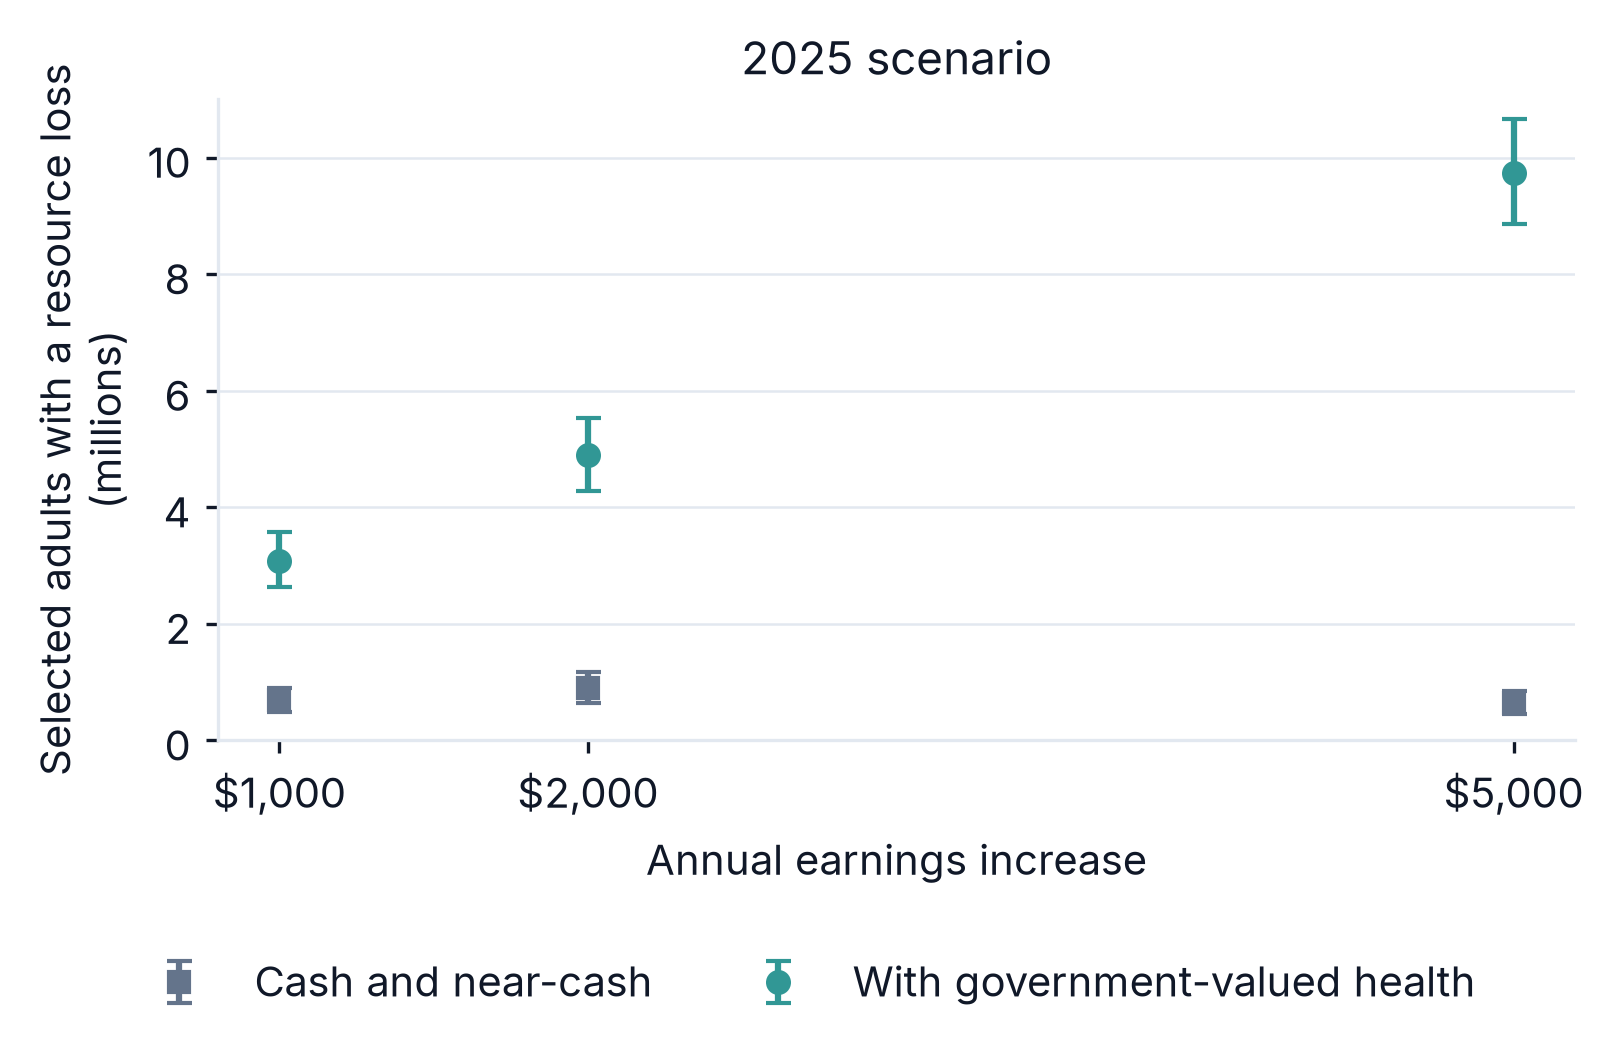 2025 scenario
Selected adults with a resource loss
(millions)
10
8
6
4
2
0
$1,000
$2,000
$5,000
Annual earnings increase
Cash and near-cash
With government-valued health